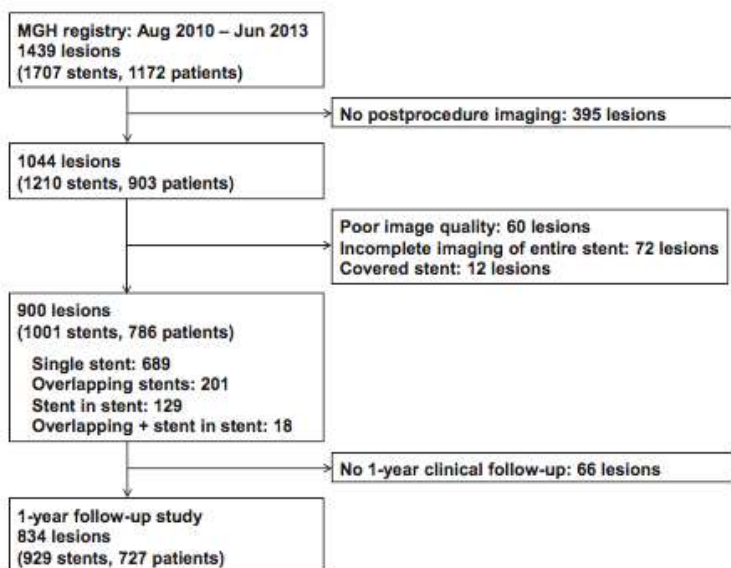 MGH registry: Aug 2010 – Jun 2013
1439 lesions
(1707 stents, 1172 patients)
No postprocedure imaging: 395 lesions
1044 lesions
(1210 stents, 903 patients)
Poor image quality: 60 lesions
Incomplete imaging of entire stent: 72 lesions
Covered stent: 12 lesions
900 lesions
(1001 stents, 786 patients)
Single stent: 689
Overlapping stents: 201
Stent in stent: 129
Overlapping + stent in stent: 18
No 1-year clinical follow-up: 66 lesions
1-year follow-up study
834 lesions
(929 stents, 727 patients)